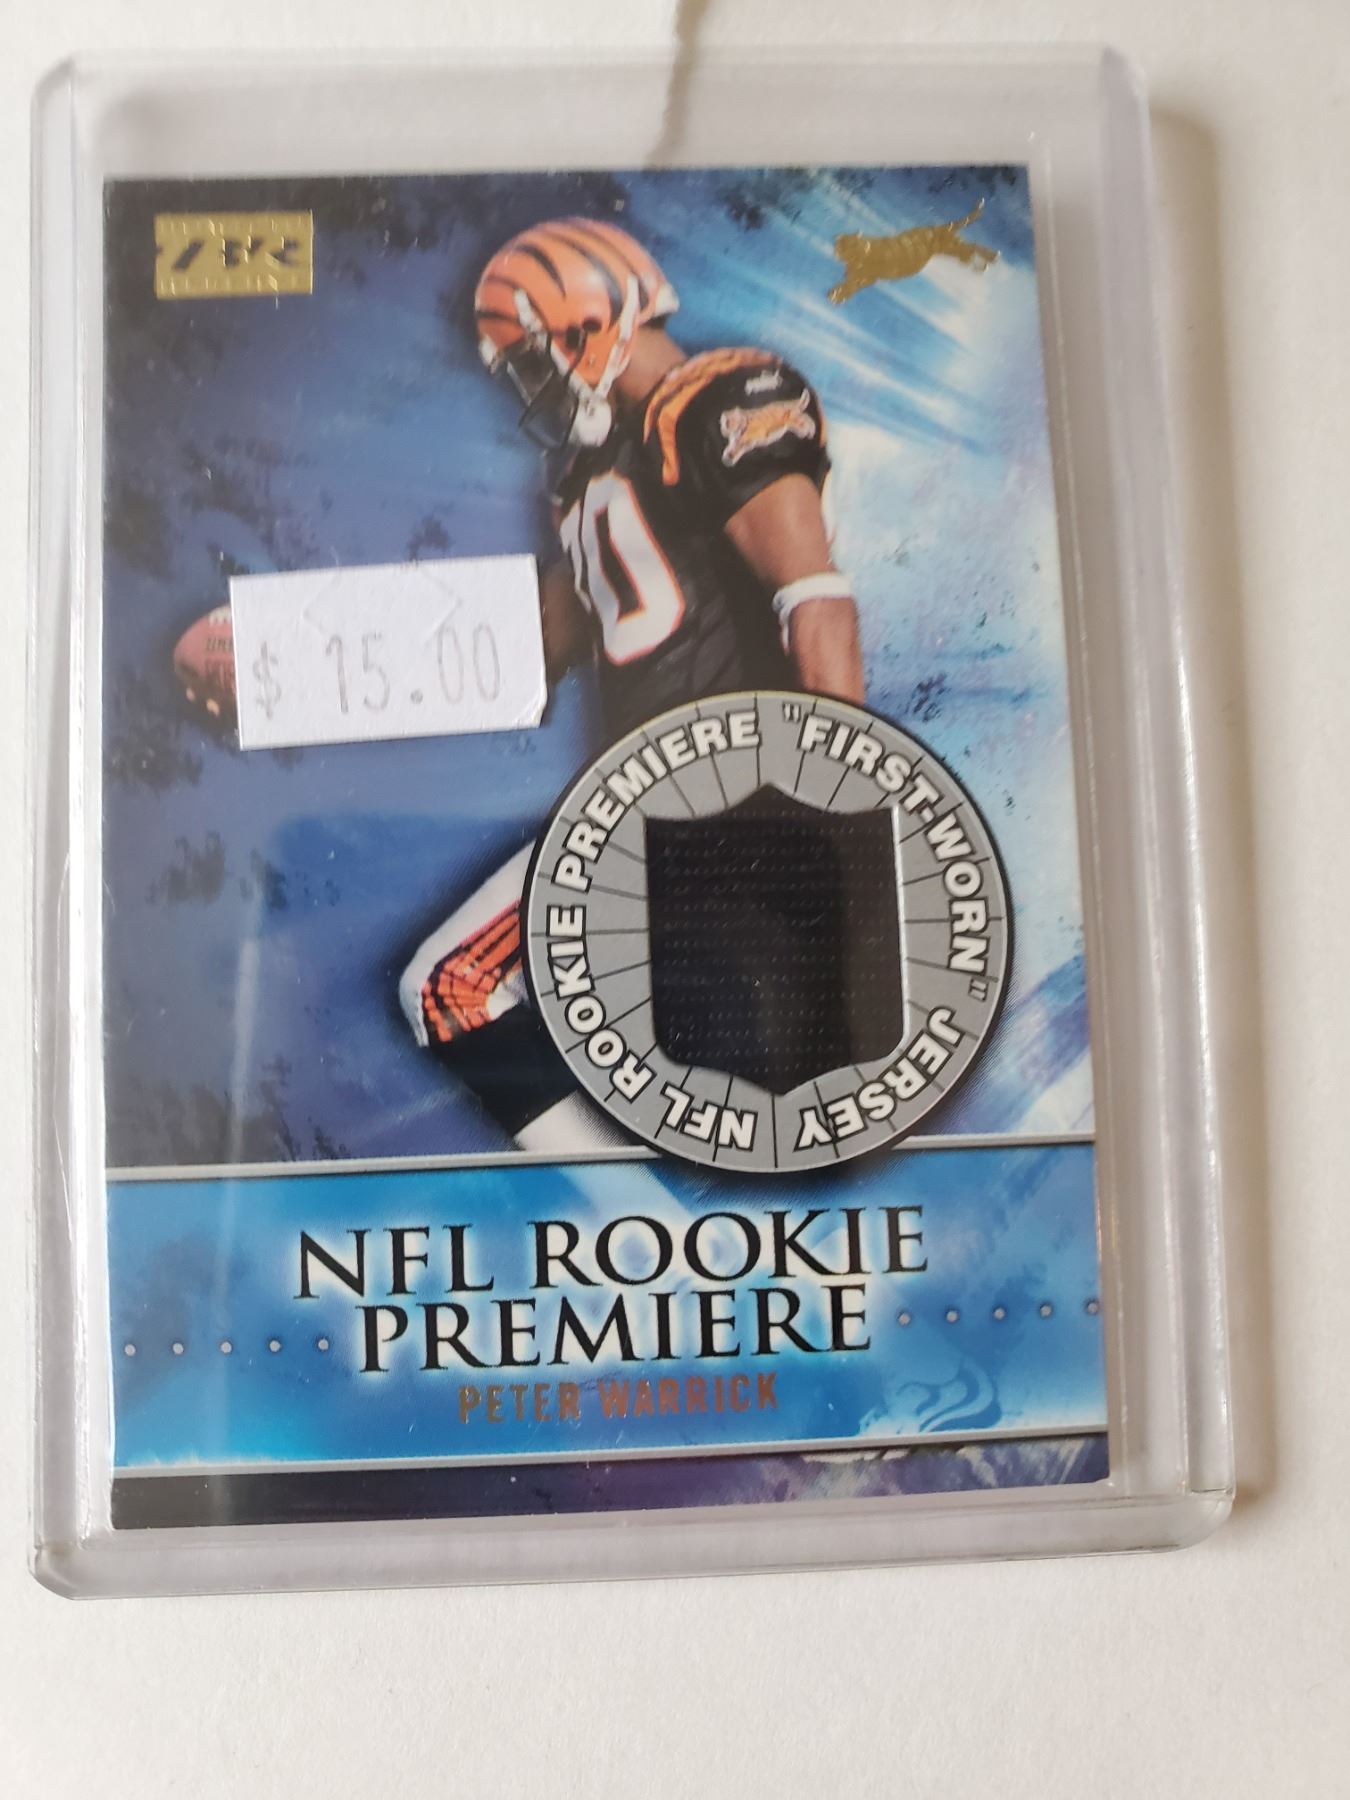 $ 15.00
NFL ROOKIE PREMIERE "FIRST-WORN" JERSEY
NFL ROOKIE
PREMIERE
PETER WARRICK